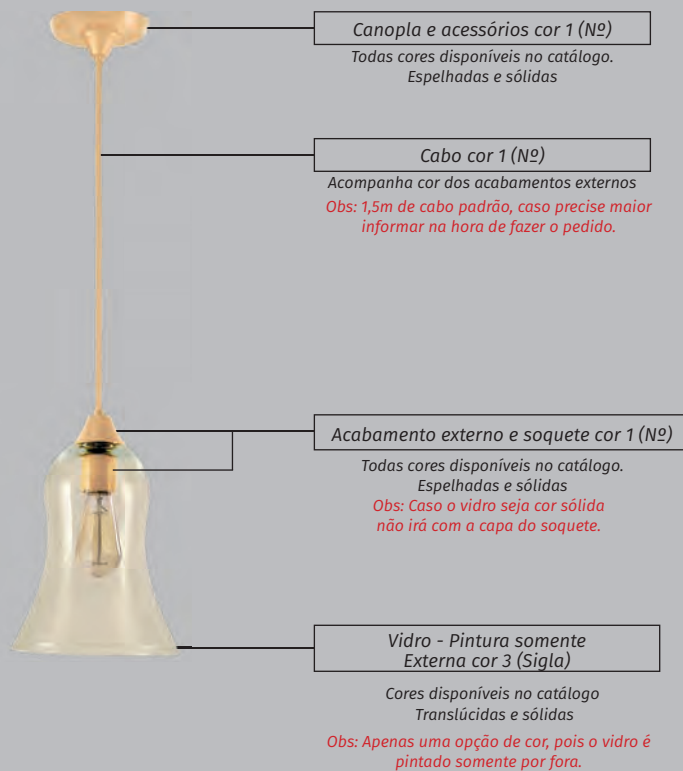 Canopla e acessórios cor 1 (Nº)
Todas cores disponíveis no catálogo.
Espelhadas e sólidas
Cabo cor 1 (Nº)
Acompanha cor dos acabamentos externos
Obs: 1,5m de cabo padrão, caso precise maior
informar na hora de fazer o pedido.
Acabamento externo e soquete cor 1 (Nº)
Todas cores disponíveis no catálogo.
Espelhadas e sólidas
Obs: Caso o vidro seja cor sólida
não irá com a capa do soquete.
Vidro - Pintura somente
Externa cor 3 (Sigla)
Cores disponíveis no catálogo
Translúcidas e sólidas
Obs: Apenas uma opção de cor, pois o vidro é
pintado somente por fora.